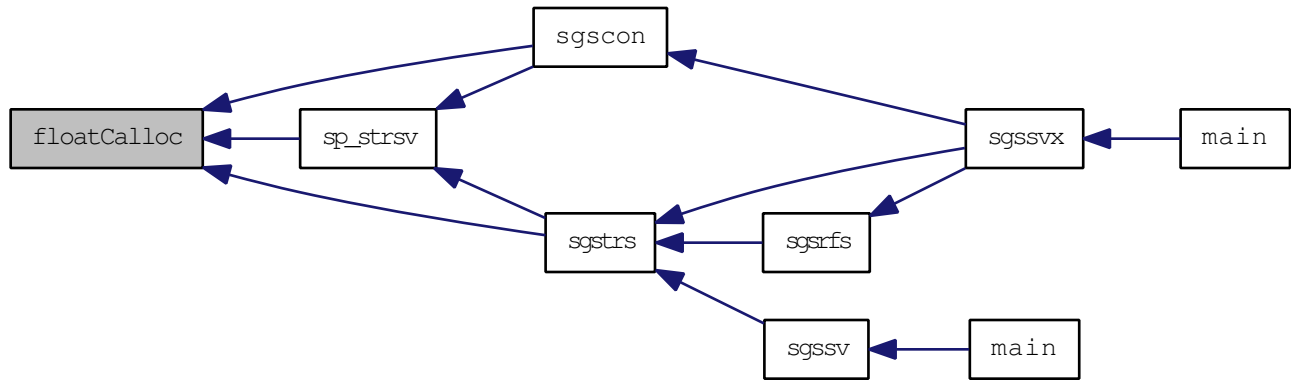 sgscon
floatCalloc
sp_strsv
sgssvx
main
sgstrs
sgsrfs
sgssv
main